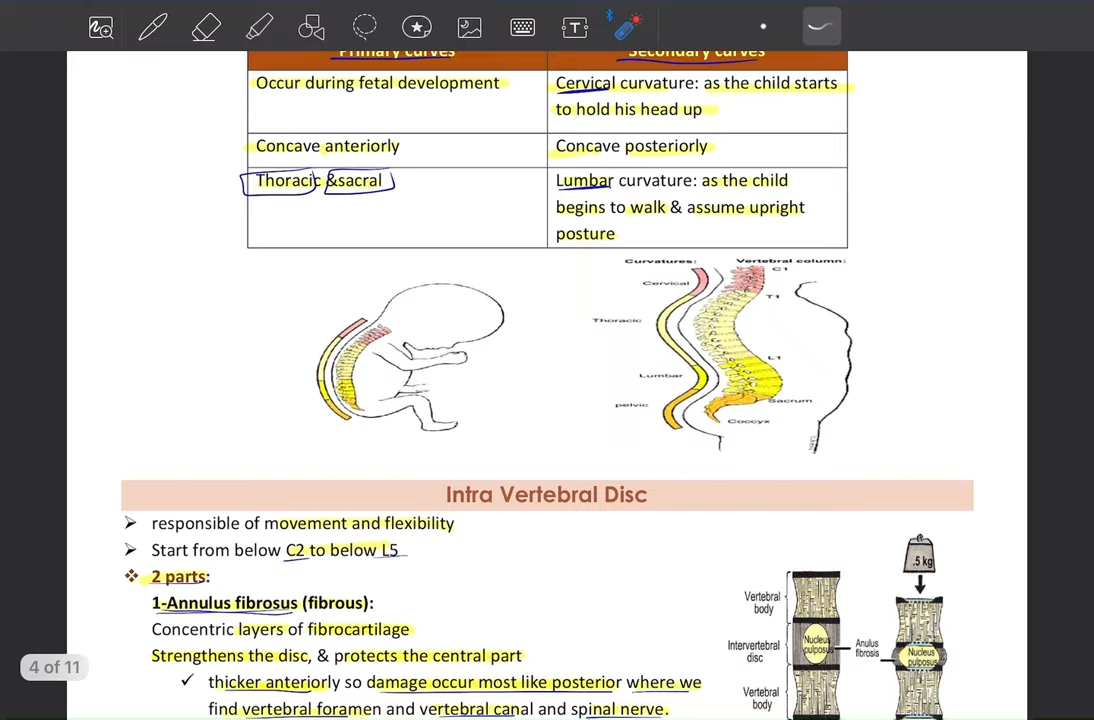 Primary curves
Secondary curves
Occur during fetal development
Cervical curvature: as the child starts
to hold his head up
Concave anteriorly
Concave posteriorly
Thoracic &sacral
Lumbar curvature: as the child
begins to walk & assume upright
posture
Curvatures:
Vertebral column:
C1
Cervical
T1
Thoracic
L1
Lumbar
Sacrum
pelvic
Coccyx
Intra Vertebral Disc
➢ responsible of movement and flexibility
➢ Start from below C2 to below L5
❖ 2 parts:
1-Annulus fibrosus (fibrous):
Concentric layers of fibrocartilage
Strengthens the disc, & protects the central part
✓ thicker anteriorly so damage occur most like posterior where we
find vertebral foramen and vertebral canal and spinal nerve.
.5 kg
Vertebral
body
Intervertebral
disc
Nucleus
pulposus
Anulus
fibrosis
Nucleus
pulposus
Vertebral
body
4 of 11
T